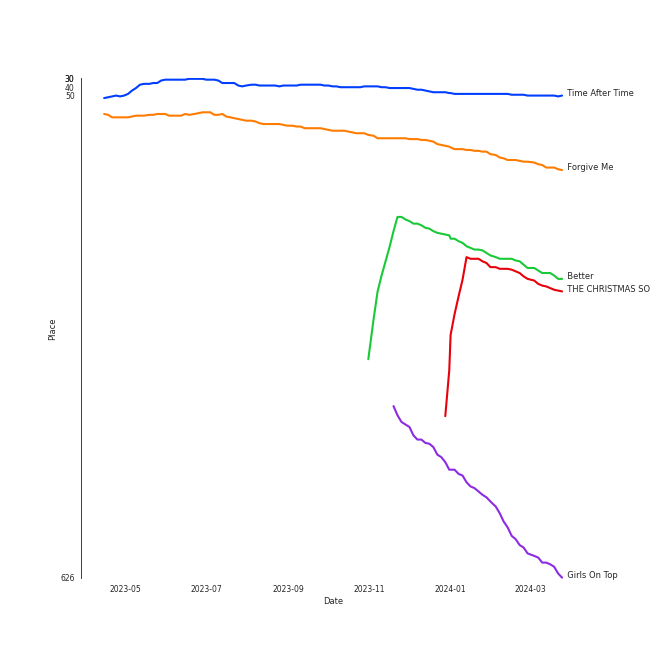 30
40
50
Time After Time
Forgive Me
Better
THE CHRISTMAS SO
Place
Girls On Top
626
2023-05
2023-07
2023-09
2023-11
2024-01
2024-03
Date